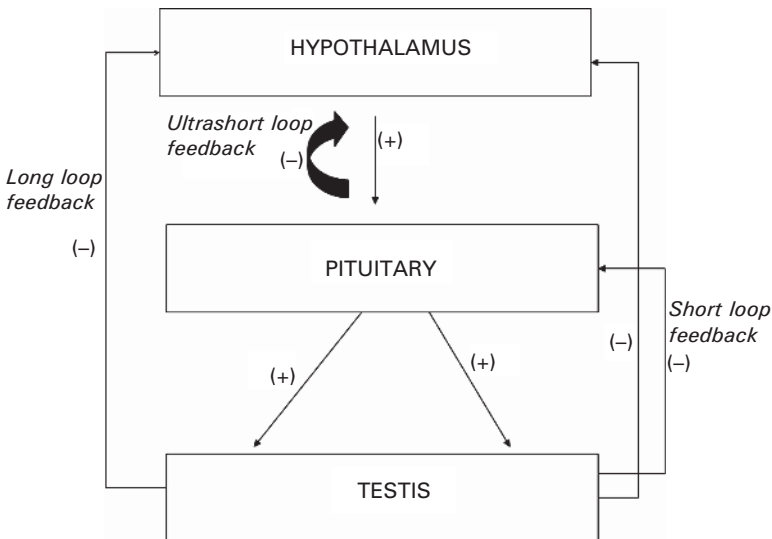 HYPOTHALAMUS
Ultrashort loop
feedback
(–)
(+)
Long loop
feedback
(–)
PITUITARY
Short loop
feedback
(–)
(–)
(+)
(+)
TESTIS